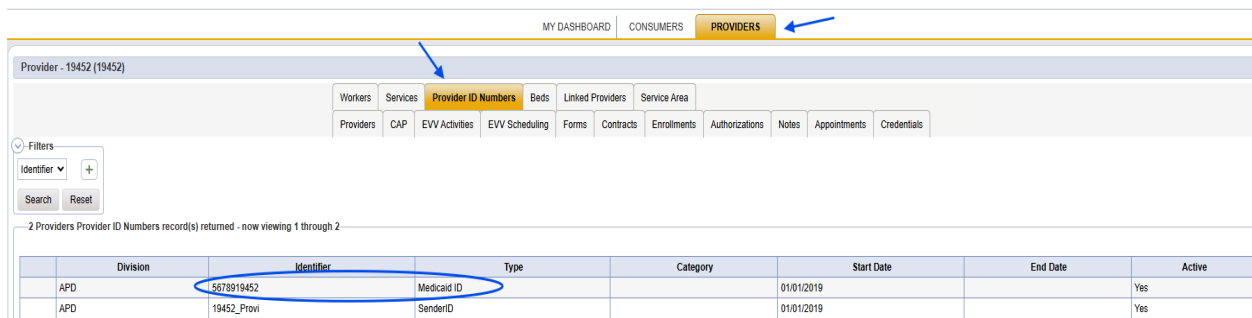 MY DASHBOARD CONSUMERS PROVIDERS
Provider - 19452 (19452)
Workers Services Provider ID Numbers Beds Linked Providers Service Area
Providers CAP EVV Activities EVV Scheduling Forms Contracts Enrollments Authorizations Notes Appointments Credentials
Filters
Identifier +
Search Reset
2 Providers Provider ID Numbers record(s) returned - now viewing 1 through 2
Division Identifier Type Category Start Date End Date Active
APD 5678919452 Medicaid ID 01/01/2019 Yes
APD 19452_Provi SenderID 01/01/2019 Yes